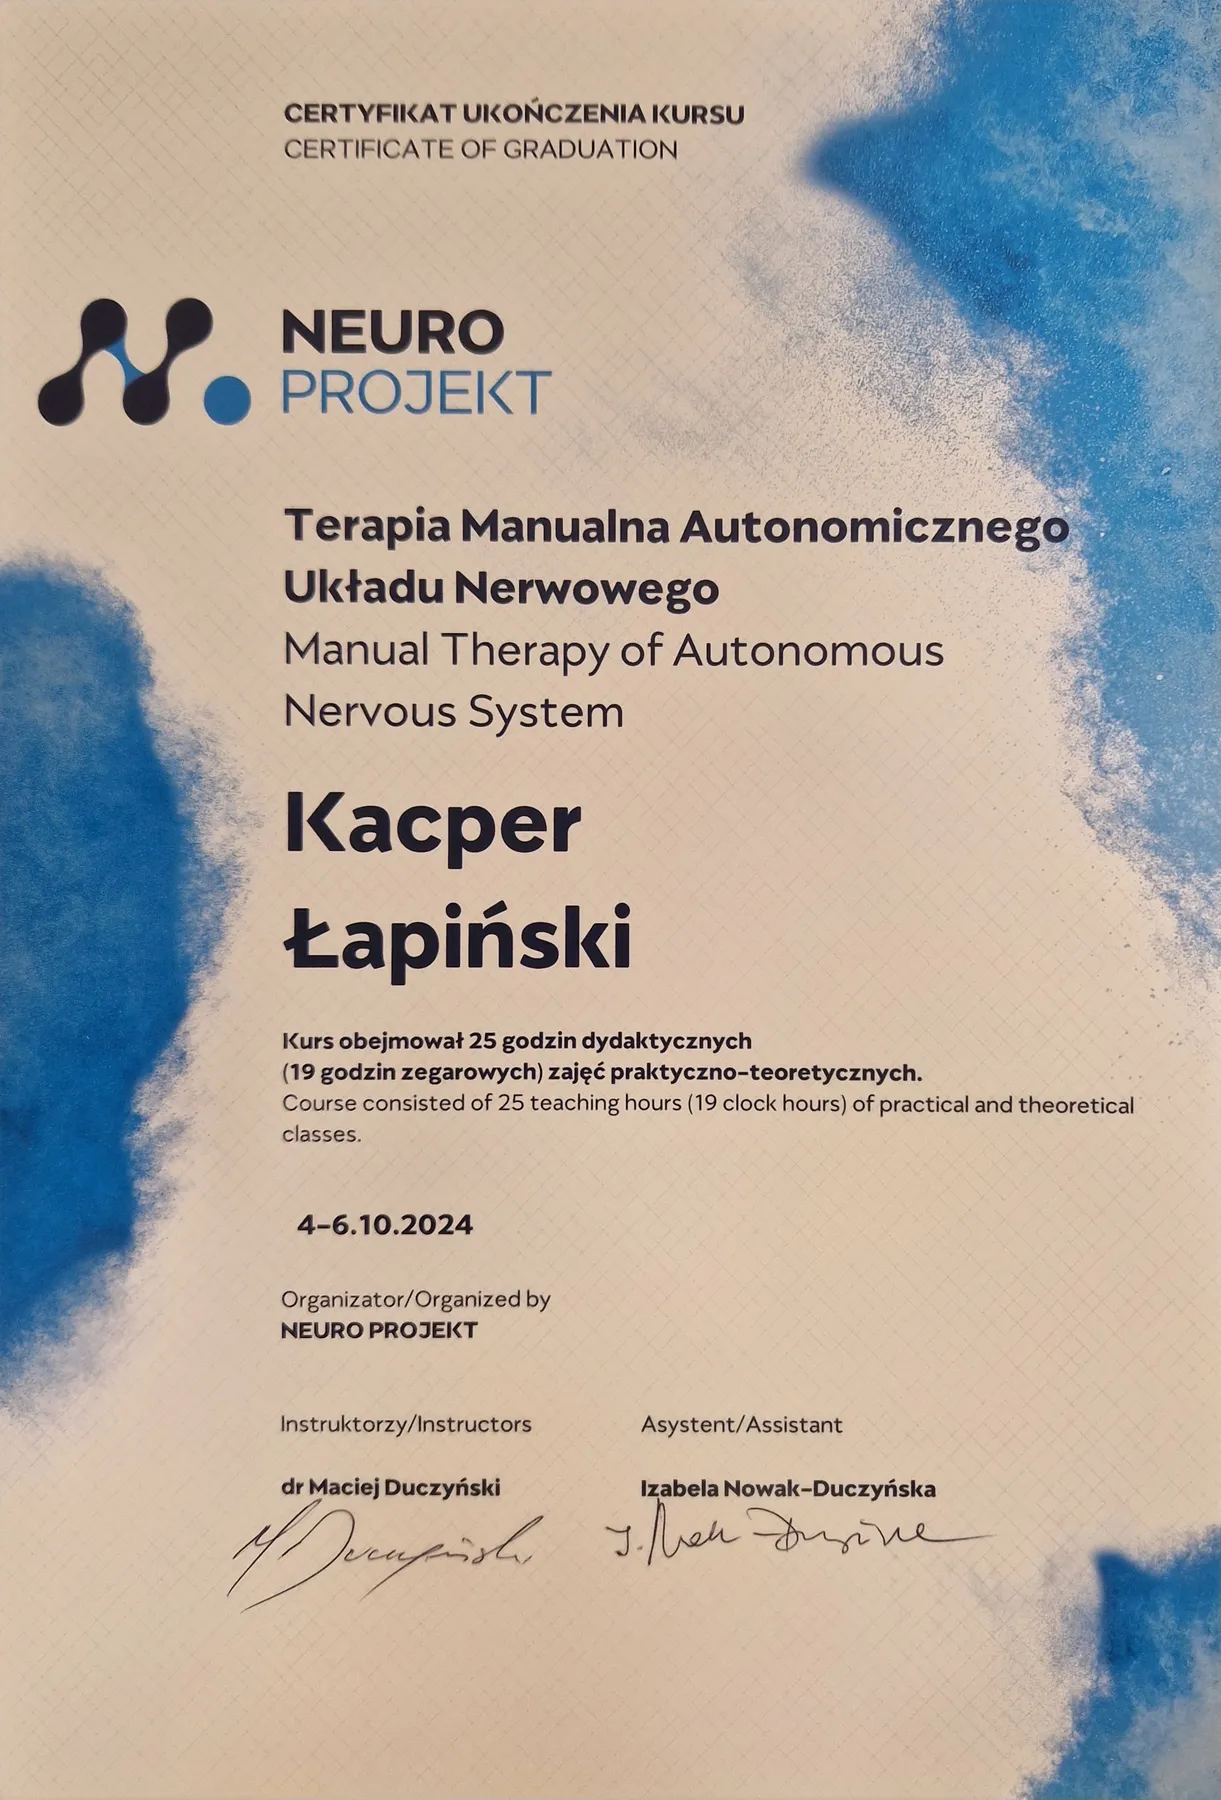 CERTYFIKAT UKOŃCZENIA KURSU
CERTIFICATE OF GRADUATION
NEURO
PROJEKT
Terapia Manualna Autonomicznego
Układu Nerwowego
Manual Therapy of Autonomous
Nervous System
Kacper
Łapiński
Kurs obejmował 25 godzin dydaktycznych
(19 godzin zegarowych) zajęć praktyczno-teoretycznych.
Course consisted of 25 teaching hours (19 clock hours) of practical and theoretical
classes.
4-6.10.2024
Organizator/Organized by
NEURO PROJEKT
Instruktorzy/Instructors
Asystent/Assistant
dr Maciej Duczyński
Izabela Nowak-Duczyńska